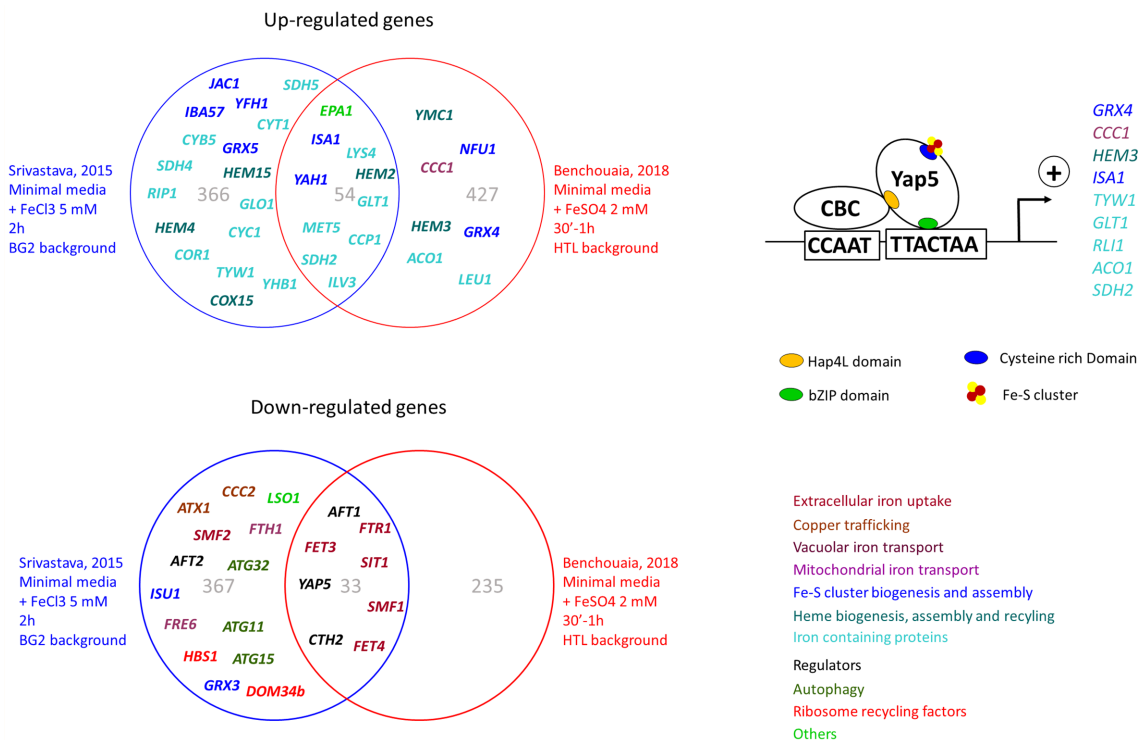 Up-regulated genes
JAC1
SDH5
IBA57
YFH1
EPA1
YMC1
CYT1
CYB5
GRX5
ISA1
LYS4
NFU1
SDH4
HEM15
HEM2
CCC1
YAH1
RIP1
366
GLO1
54
GLT1
427
HEM4
CYC1
MET5
CCP1
HEM3
GRX4
COR1
SDH2
ACO1
TYW1
YHB1
ILV3
LEU1
COX15
Srivastava, 2015
Minimal media
+ FeCl3 5 mM
2h
BG2 background
Benchouaia, 2018
Minimal media
+ FeSO4 2 mM
30’-1h
HTL background
Yap5
CBC
CCAAT
TTACTAA
+
GRX4
CCC1
HEM3
ISA1
TYW1
GLT1
RLI1
ACO1
SDH2
Hap4L domain
Cysteine rich Domain
bZIP domain
Fe-S cluster
Down-regulated genes
CCC2
LSO1
ATX1
AFT1
SMF2
FTH1
FTR1
FET3
AFT2
ATG32
SIT1
367
YAP5
33
235
ISU1
SMF1
FRE6
ATG11
CTH2
FET4
HBS1
ATG15
GRX3
DOM34b
Srivastava, 2015
Minimal media
+ FeCl3 5 mM
2h
BG2 background
Benchouaia, 2018
Minimal media
+ FeSO4 2 mM
30’-1h
HTL background
Extracellular iron uptake
Copper trafficking
Vacuolar iron transport
Mitochondrial iron transport
Fe-S cluster biogenesis and assembly
Heme biogenesis, assembly and recyling
Iron containing proteins
Regulators
Autophagy
Ribosome recycling factors
Others